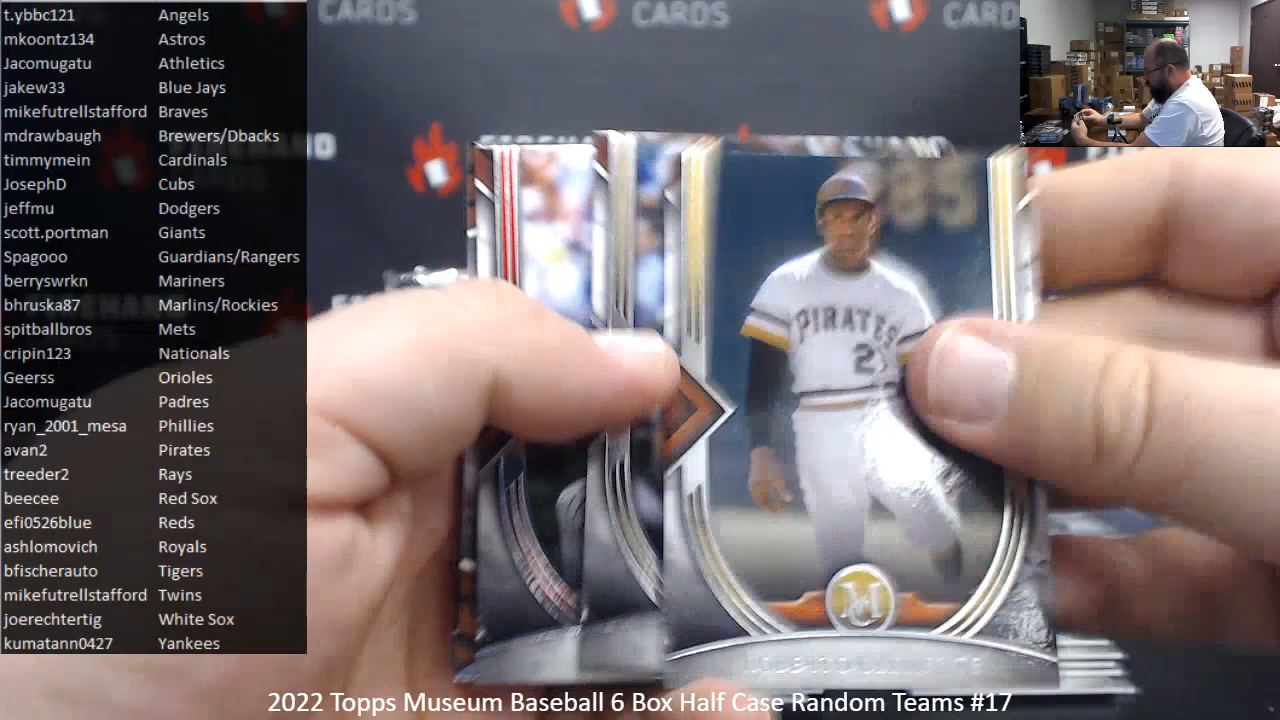 t.ybbc121 Angels
mkoontz134 Astros
Jacomugatu Athletics
jakew33 Blue Jays
mikefutrellstafford Braves
mdrawbaugh Brewers/Dbacks
timmymein Cardinals
JosephD Cubs
jeffmu Dodgers
scott.portman Giants
Spagooo Guardians/Rangers
berryswrkn Mariners
bhruska87 Marlins/Rockies
spitballbros Mets
cripin123 Nationals
Geerss Orioles
Jacomugatu Padres
ryan_2001_mesa Phillies
avan2 Pirates
treeder2 Rays
beecee Red Sox
efi0526blue Reds
ashlomovich Royals
bfischerauto Tigers
mikefutrellstafford Twins
joerechtertig White Sox
kumatann0427 Yankees
CARDS
CARDS
CARD
PIRATES
2
M
2022 Topps Museum Baseball 6 Box Half Case Random Teams #17